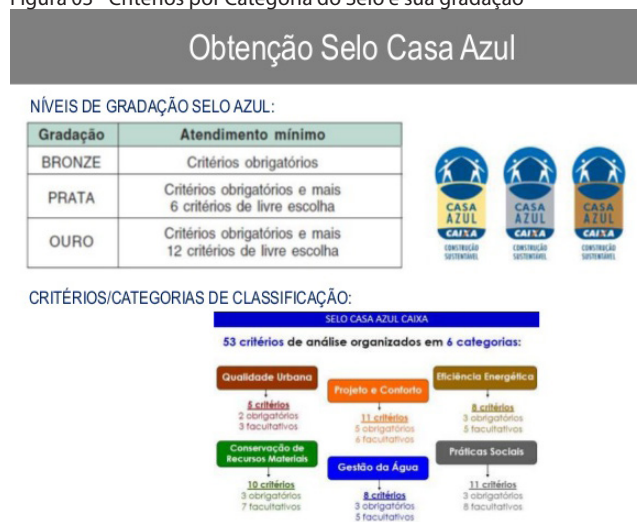 Figura 03 - Critérios por Categoria do Selo e sua gradação
Obtenção Selo Casa Azul
NÍVEIS DE GRADAÇÃO SELO AZUL:
Gradação Atendimento mínimo
BRONZE Critérios obrigatórios
PRATA Critérios obrigatórios e mais
6 critérios de livre escolha
OURO Critérios obrigatórios e mais
12 critérios de livre escolha
CASA AZUL CAIXA CONSTRUÇÃO SUSTENTÁVEL
CASA AZUL CAIXA CONSTRUÇÃO SUSTENTÁVEL
CASA AZUL CAIXA CONSTRUÇÃO SUSTENTÁVEL
CRITÉRIOS/CATEGORIAS DE CLASSIFICAÇÃO:
SELO CASA AZUL CAIXA
53 critérios de análise organizados em 6 categorias:
Qualidade Urbana
5 critérios
2 obrigatórios
3 facultativos
Projeto e Conforto
11 critérios
5 obrigatórios
6 facultativos
Eficiência Energética
8 critérios
3 obrigatórios
5 facultativos
Conservação de
Recursos Materiais
10 critérios
3 obrigatórios
7 facultativos
Gestão da Água
8 critérios
3 obrigatórios
5 facultativos
Práticas Sociais
11 critérios
3 obrigatórios
8 facultativos